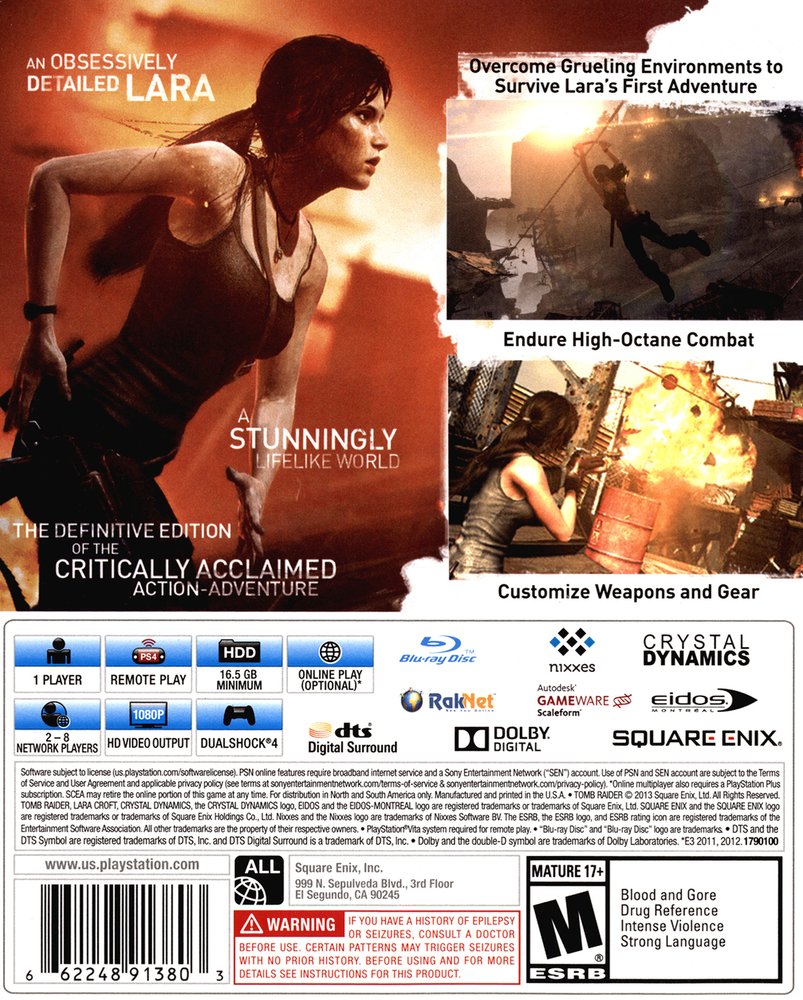 AN OBSESSIVELY
DETAILED LARA
A
STUNNINGLY
LIFELIKE WORLD
THE DEFINITIVE EDITION
OF THE
CRITICALLY ACCLAIMED
ACTION-ADVENTURE
Overcome Grueling Environments to
Survive Lara's First Adventure
Endure High-Octane Combat
Customize Weapons and Gear
1 PLAYER
PS4
REMOTE PLAY
HDD
16.5 GB
MINIMUM
ONLINE PLAY
(OPTIONAL)*
2 – 8
NETWORK PLAYERS
1080P
HD VIDEO OUTPUT
DUALSHOCK®4
Blu-ray Disc™
nixxes
CRYSTAL
DYNAMICS
RakNet
Autodesk®
GAMEWARE
Scaleform®
eidos
MONTRÉAL
dts
Digital Surround
DOLBY
DIGITAL
SQUARE ENIX®
Software subject to license (us.playstation.com/softwarelicense). PSN online features require broadband internet service and a Sony Entertainment Network ("SEN") account. Use of PSN and SEN account are subject to the Terms
of Service and User Agreement and applicable privacy policy (see terms at sonyentertainmentnetwork.com/terms-of-service & sonyentertainmentnetwork.com/privacy-policy). *Online multiplayer also requires a PlayStation Plus
subscription. SCEA may retire the online portion of this game at any time. For distribution in North and South America only. Manufactured and printed in the U.S.A. • TOMB RAIDER © 2013 Square Enix, Ltd. All Rights Reserved.
TOMB RAIDER, LARA CROFT, CRYSTAL DYNAMICS, the CRYSTAL DYNAMICS logo, EIDOS and the EIDOS-MONTREAL logo are registered trademarks or trademarks of Square Enix, Ltd. SQUARE ENIX and the SQUARE ENIX logo
are registered trademarks or trademarks of Square Enix Holdings Co., Ltd. Nixxes and the Nixxes logo are trademarks of Nixxes Software BV. The ESRB, the ESRB logo, and ESRB rating icon are registered trademarks of the
Entertainment Software Association. All other trademarks are the property of their respective owners. • PlayStation®Vita system required for remote play. • "Blu-ray Disc" and "Blu-ray Disc" logo are trademarks. • DTS and the
DTS Symbol are registered trademarks of DTS, Inc. and DTS Digital Surround is a trademark of DTS, Inc. • Dolby and the double-D symbol are trademarks of Dolby Laboratories. *E3 2011, 2012. 1790100
www.us.playstation.com
6 62248 91380 3
ALL
Square Enix, Inc.
999 N. Sepulveda Blvd., 3rd Floor
El Segundo, CA 90245
WARNING IF YOU HAVE A HISTORY OF EPILEPSY
OR SEIZURES, CONSULT A DOCTOR
BEFORE USE. CERTAIN PATTERNS MAY TRIGGER SEIZURES
WITH NO PRIOR HISTORY. BEFORE USING AND FOR MORE
DETAILS SEE INSTRUCTIONS FOR THIS PRODUCT.
MATURE 17+
M®
ESRB
Blood and Gore
Drug Reference
Intense Violence
Strong Language